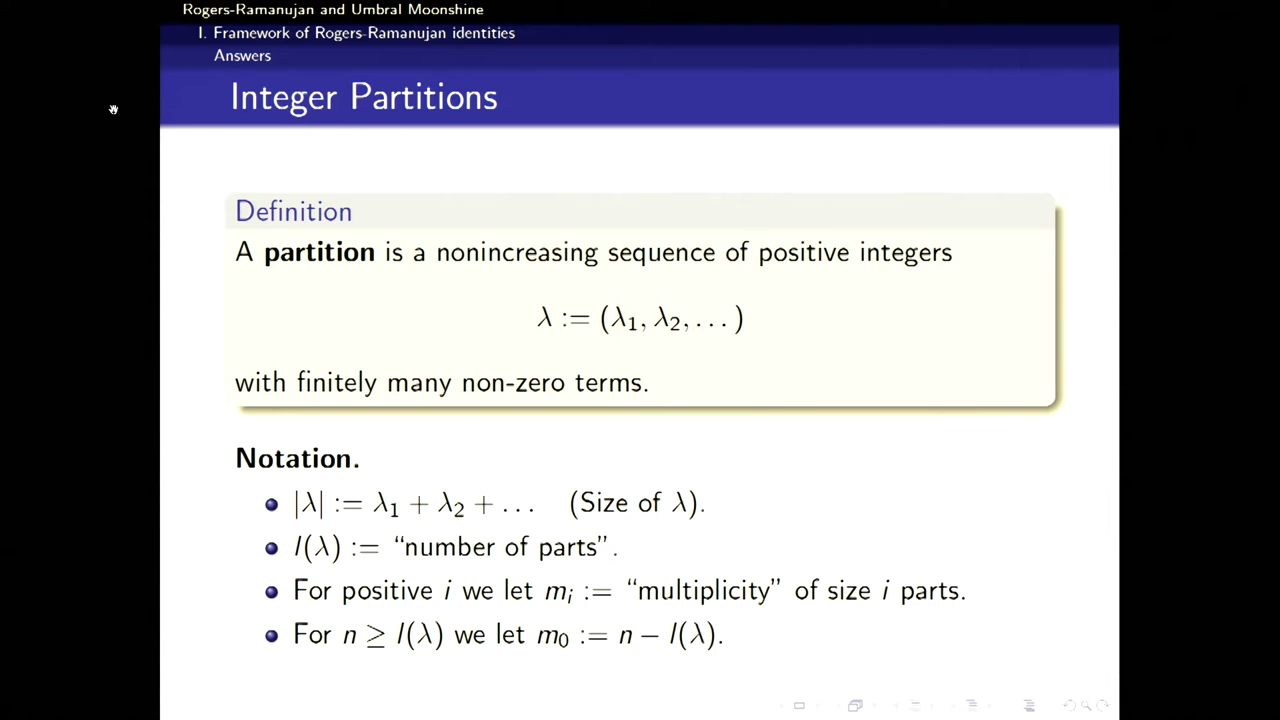 Rogers-Ramanujan and Umbral Moonshine
I. Framework of Rogers-Ramanujan identities
Answers
Integer Partitions
Definition
A partition is a nonincreasing sequence of positive integers
λ := (λ₁, λ₂, . . . )
with finitely many non-zero terms.
Notation.
|λ| := λ₁ + λ₂ + . . . (Size of λ).
l(λ) := “number of parts”.
For positive i we let mᵢ := “multiplicity” of size i parts.
For n ≥ l(λ) we let m₀ := n − l(λ).